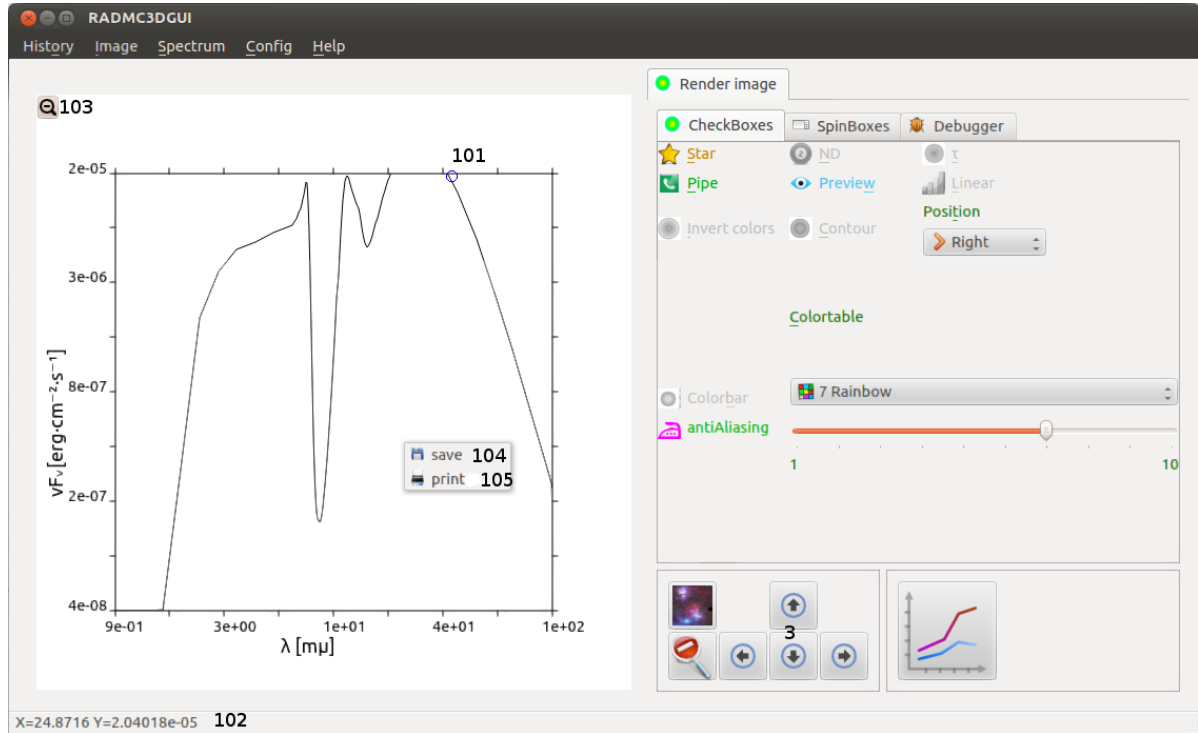 RADMC3DGUI
History Image Spectrum Config Help
Render image
103
CheckBoxes SpinBoxes Debugger
Star ND τ
Pipe Preview Linear
Position
Invert colors Contour
Right
Colortable
Colorbar 7 Rainbow
antiAliasing
1 10
101
2e-05
3e-06
8e-07
2e-07
4e-08
νFᵥ[erg·cm⁻²·s⁻¹]
save 104
print 105
9e-01 3e+00 1e+01 4e+01 1e+02
λ [mμ]
3
X=24.8716 Y=2.04018e-05 102